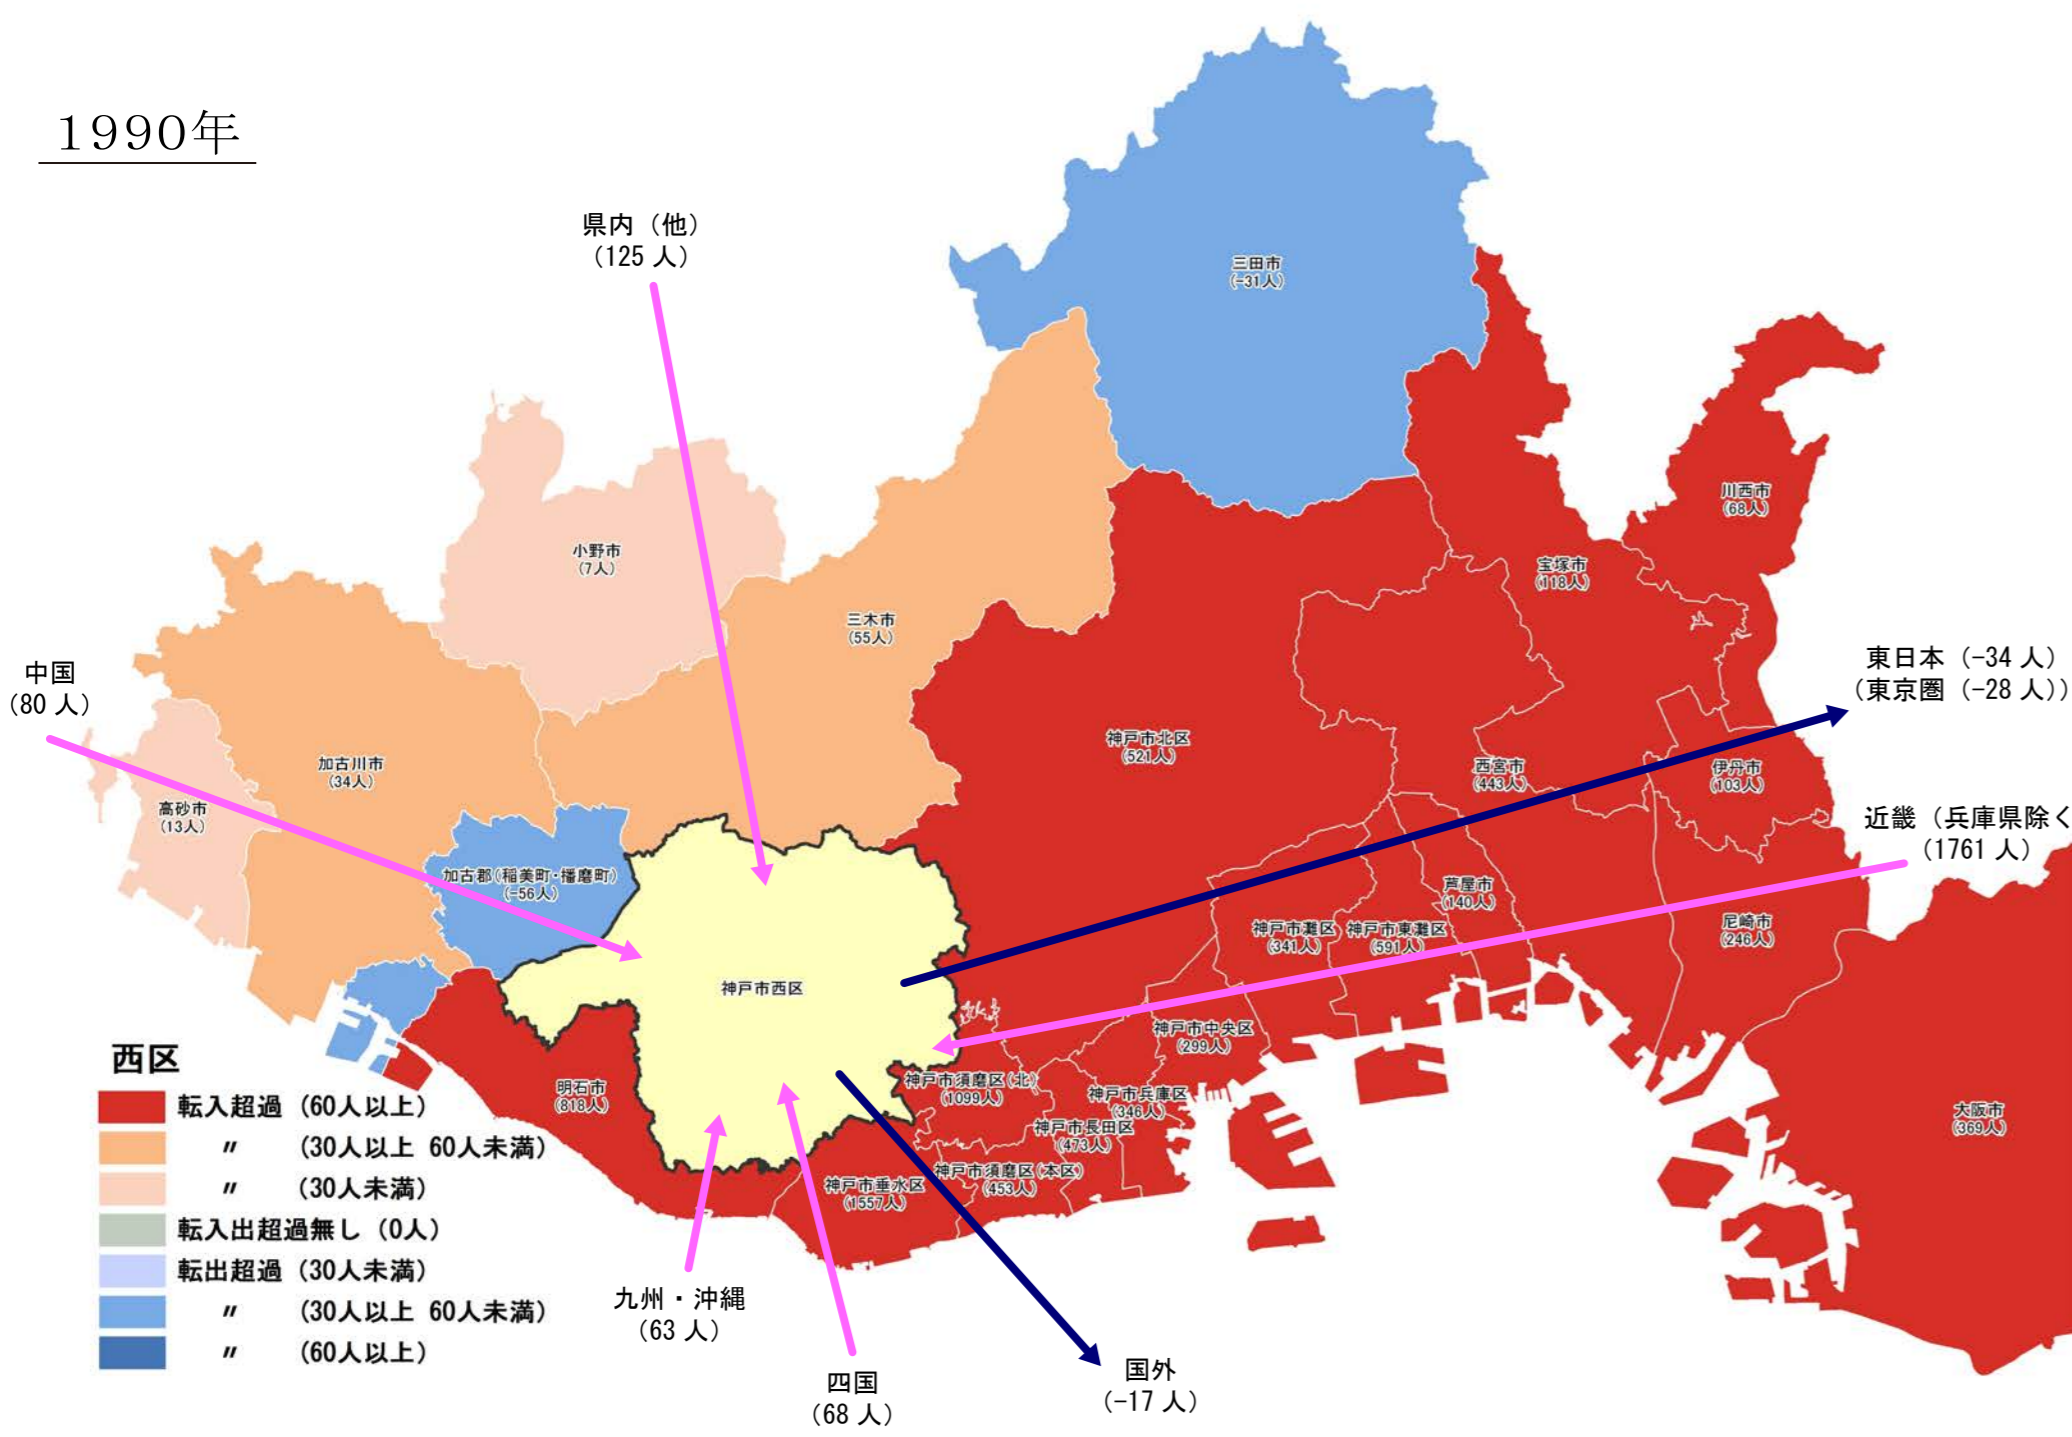 1990年
県内（他）
（125 人）
三田市
（-31人）
川西市
（68人）
小野市
（7人）
宝塚市
（118人）
三木市
（55人）
東日本（-34 人）
（東京圏（-28 人））
中国
（80 人）
神戸市北区
（521人）
加古川市
（34人）
西宮市
（443人）
伊丹市
（103人）
高砂市
（13人）
近畿（兵庫県除く
（1761 人）
加古郡（稲美町・播磨町）
（-56人）
芦屋市
（140人）
神戸市灘区
（341人）
神戸市東灘区
（591人）
尼崎市
（246人）
神戸市西区
神戸市中央区
（299人）
神戸市須磨区（北）
（1099人）
明石市
（818人）
神戸市兵庫区
（346人）
神戸市長田区
（473人）
大阪市
（369人）
神戸市須磨区（本区）
（453人）
神戸市垂水区
（1557人）
西区
転入超過（60人以上）
〃 （30人以上 60人未満）
〃 （30人未満）
転入出超過無し（0人）
転出超過（30人未満）
〃 （30人以上 60人未満）
〃 （60人以上）
九州・沖縄
（63 人）
四国
（68 人）
国外
（-17 人）